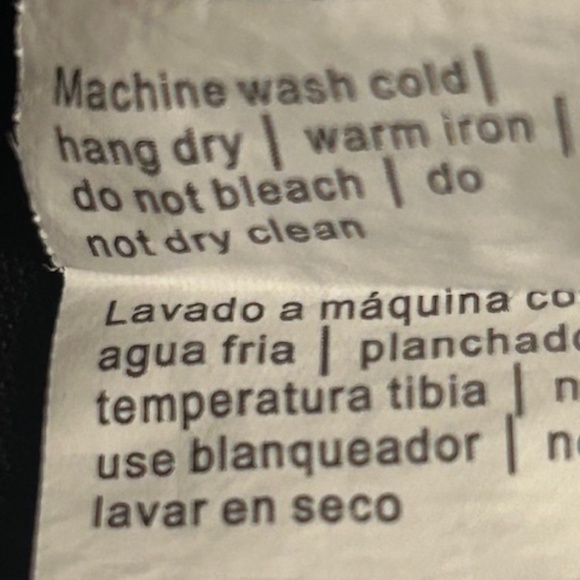 Machine wash cold |
hang dry | warm iron |
do not bleach | do
not dry clean
Lavado a máquina
agua fria |
temperatura tibia |
use blanqueador |
lavar en seco